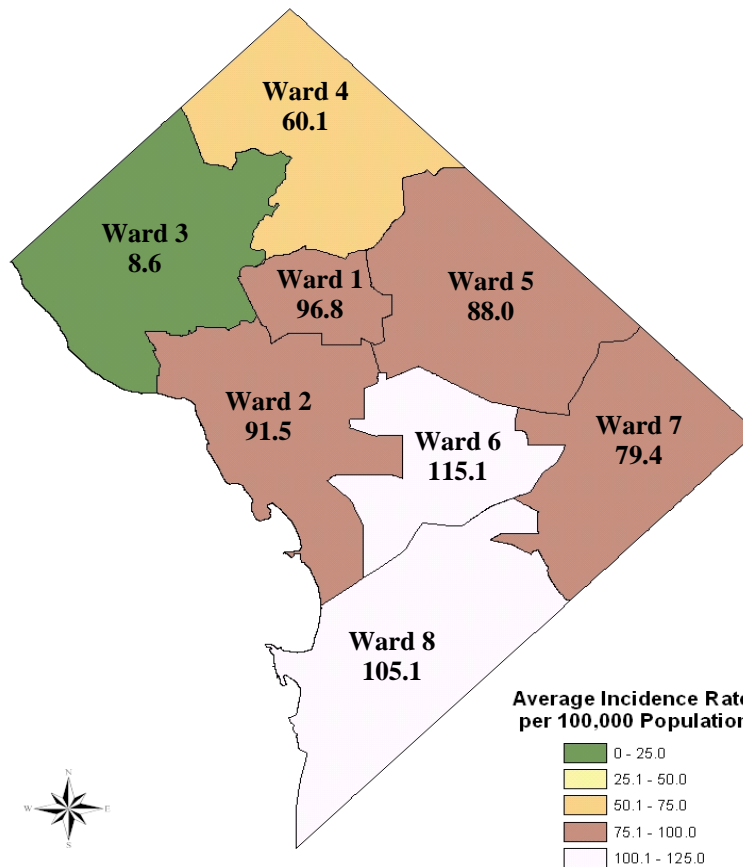 Ward 4
60.1
Ward 3
8.6
Ward 1
96.8
Ward 5
88.0
Ward 2
91.5
Ward 6
115.1
Ward 7
79.4
Ward 8
105.1
Average Incidence Rate
per 100,000 Population
0 - 25.0
25.1 - 50.0
50.1 - 75.0
75.1 - 100.0
100.1 - 125.0
N
W E
S